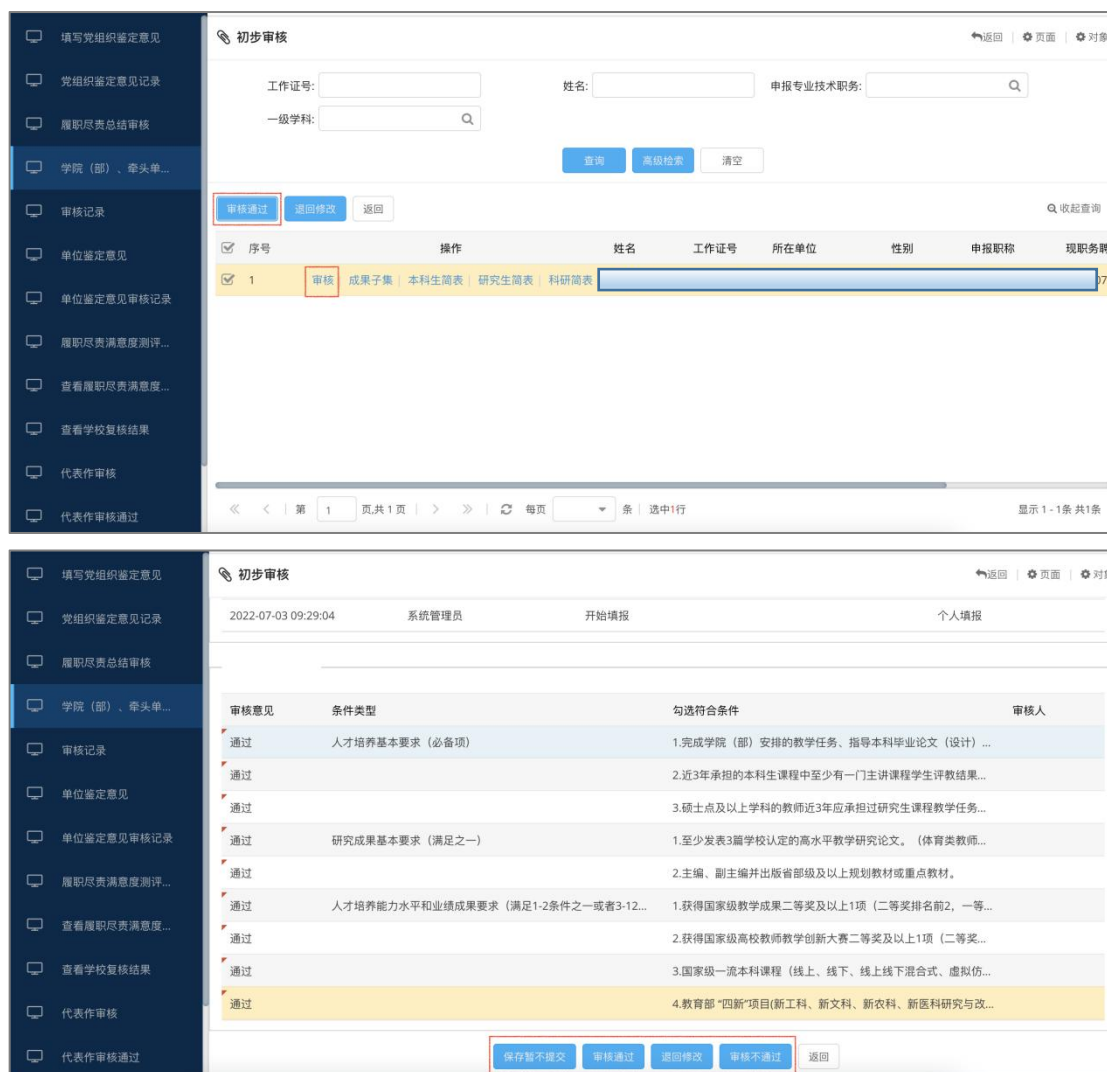 填写党组织鉴定意见
党组织鉴定意见记录
履职尽责总结审核
学院（部）、牵头单...
审核记录
单位鉴定意见
单位鉴定意见审核记录
履职尽责满意度测评...
查看履职尽责满意度...
查看学校复核结果
代表作审核
代表作审核通过
初步审核
返回 | 页面 | 对象
工作证号: 姓名: 申报专业技术职务:
一级学科:
查询 高级检索 清空
审核通过 退回修改 返回 收起查询
序号 操作 姓名 工作证号 所在单位 性别 申报职称 现职务聘
1 审核 | 成果子集 | 本科生简表 | 研究生简表 | 科研简表 07
第 1 页,共 1 页 每页 条 选中1行 显示 1 - 1条 共1条
填写党组织鉴定意见
党组织鉴定意见记录
履职尽责总结审核
学院（部）、牵头单...
审核记录
单位鉴定意见
单位鉴定意见审核记录
履职尽责满意度测评...
查看履职尽责满意度...
查看学校复核结果
代表作审核
代表作审核通过
初步审核
返回 | 页面 | 对
2022-07-03 09:29:04 系统管理员 开始填报 个人填报
审核意见 条件类型 勾选符合条件 审核人
通过 人才培养基本要求（必备项） 1.完成学院（部）安排的教学任务、指导本科毕业论文（设计）...
通过 2.近3年承担的本科生课程中至少有一门主讲课程学生评教结果...
通过 3.硕士点及以上学科的教师近3年应承担过研究生课程教学任务...
通过 研究成果基本要求（满足之一） 1.至少发表3篇学校认定的高水平教学研究论文。（体育类教师...
通过 2.主编、副主编并出版省部级及以上规划教材或重点教材。
通过 人才培养能力水平和业绩成果要求（满足1-2条件之一或者3-12... 1.获得国家级教学成果二等奖及以上1项（二等奖排名前2，一等...
通过 2.获得国家级高校教师教学创新大赛二等奖及以上1项（二等奖...
通过 3.国家级一流本科课程（线上、线下、线上线下混合式、虚拟仿...
通过 4.教育部 “四新”项目(新工科、新文科、新农科、新医科研究与改...
保存暂不提交 审核通过 退回修改 审核不通过 返回